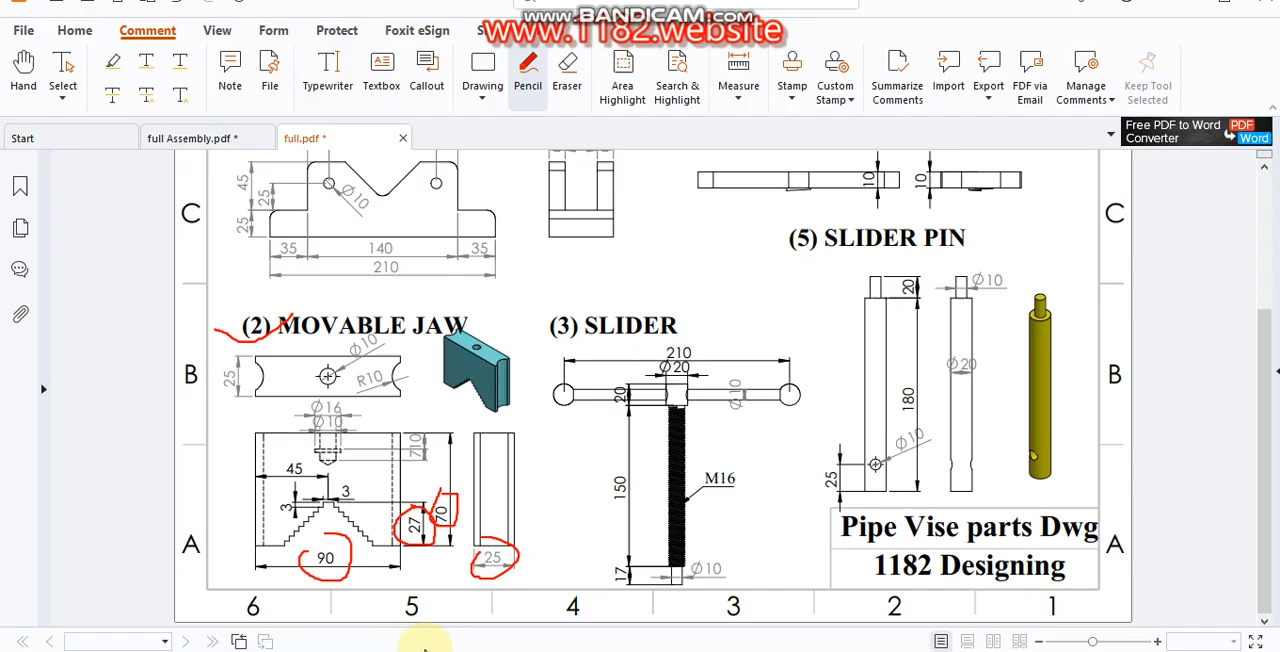 www.BANDICAM.com
www.1182.website
File Home Comment View Form Protect Foxit eSign
Hand Select Note File Typewriter Textbox Callout Drawing Pencil Eraser Area Highlight Search & Highlight Measure Stamp Custom Stamp Summarize Comments Import Export FDF via Email Manage Comments Keep Tool Selected
Start full Assembly.pdf * full.pdf *
Free PDF to Word Converter PDF Word
C
45 25 25
Ø10
35 140 35
210
10 10
C
(5) SLIDER PIN
20 Ø10
Ø20
180
Ø10
25
(2) MOVABLE JAW
Ø10
25
R10
B
Ø16
Ø10
45
3
3
27
70
90
25
(3) SLIDER
210
Ø20
20
Ø10
150
M16
17
Ø10
B
A
Pipe Vise parts Dwg
1182 Designing
A
6 5 4 3 2 1